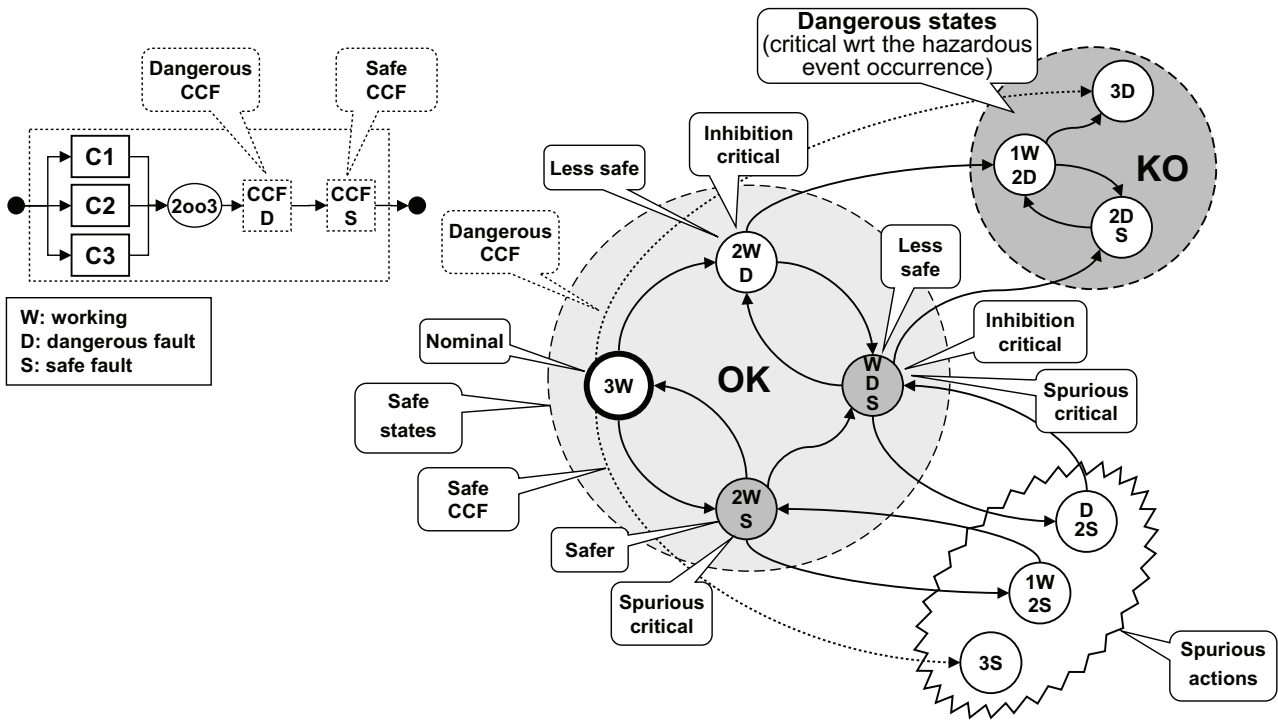 Dangerous
CCF
Safe
CCF
C1
C2
C3
2oo3
CCF
D
CCF
S
W: working
D: dangerous fault
S: safe fault
Dangerous states
(critical wrt the hazardous
event occurrence)
3D
1W
2D
KO
2D
S
Inhibition
critical
Less safe
Dangerous
CCF
2W
D
Less
safe
Nominal
3W
OK
W
D
S
Inhibition
critical
Spurious
critical
Safe
states
Safe
CCF
2W
S
Safer
Spurious
critical
D
2S
1W
2S
3S
Spurious
actions